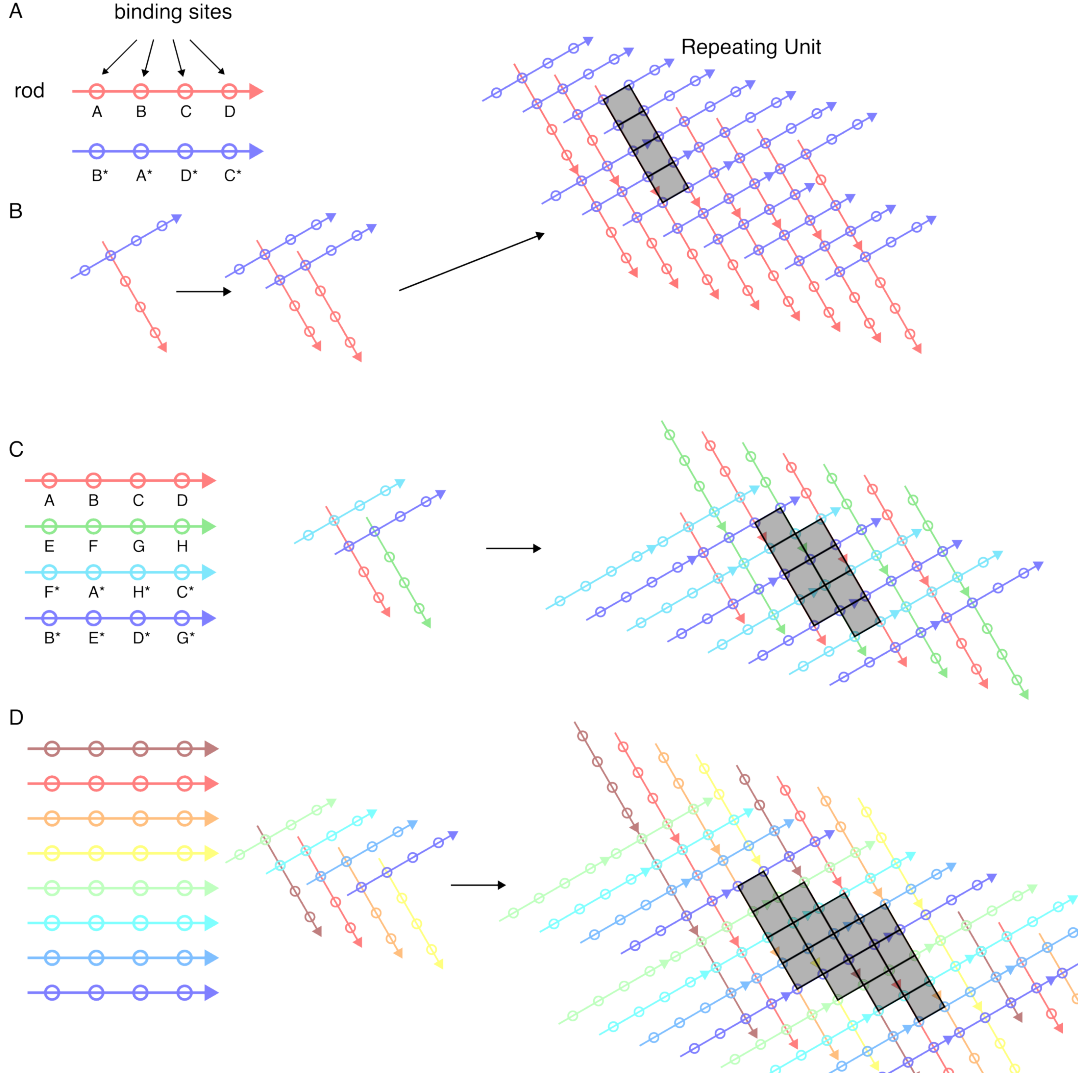 A
binding sites
rod
A B C D
B* A* D* C*
Repeating Unit
B
C
A B C D
E F G H
F* A* H* C*
B* E* D* G*
D